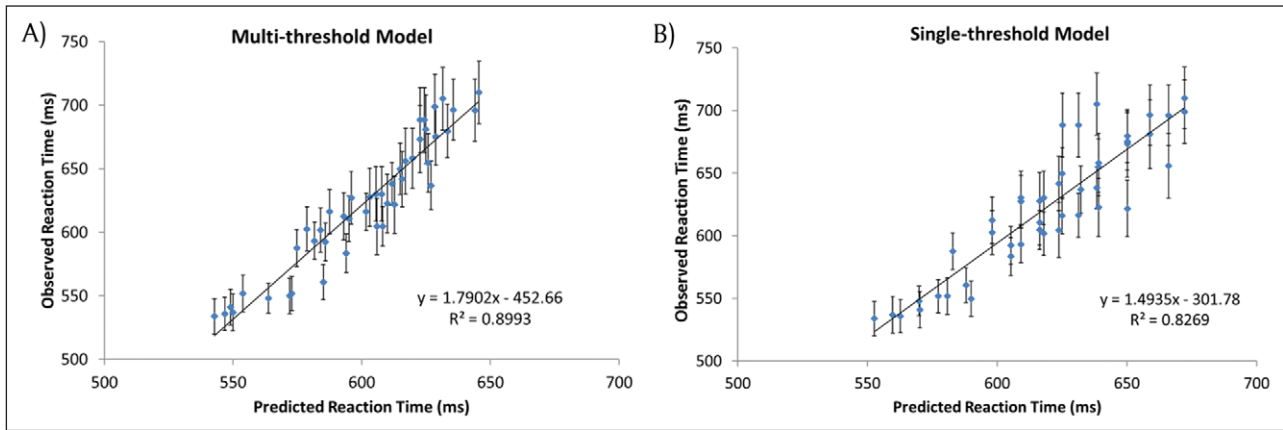 A)
Multi-threshold Model
750
700
650
600
550
500
Observed Reaction Time (ms)
y = 1.7902x - 452.66
R² = 0.8993
500 550 600 650 700
Predicted Reaction Time (ms)
B)
Single-threshold Model
750
700
650
600
550
500
Observed Reaction Time (ms)
y = 1.4935x - 301.78
R² = 0.8269
500 550 600 650 700
Predicted Reaction Time (ms)